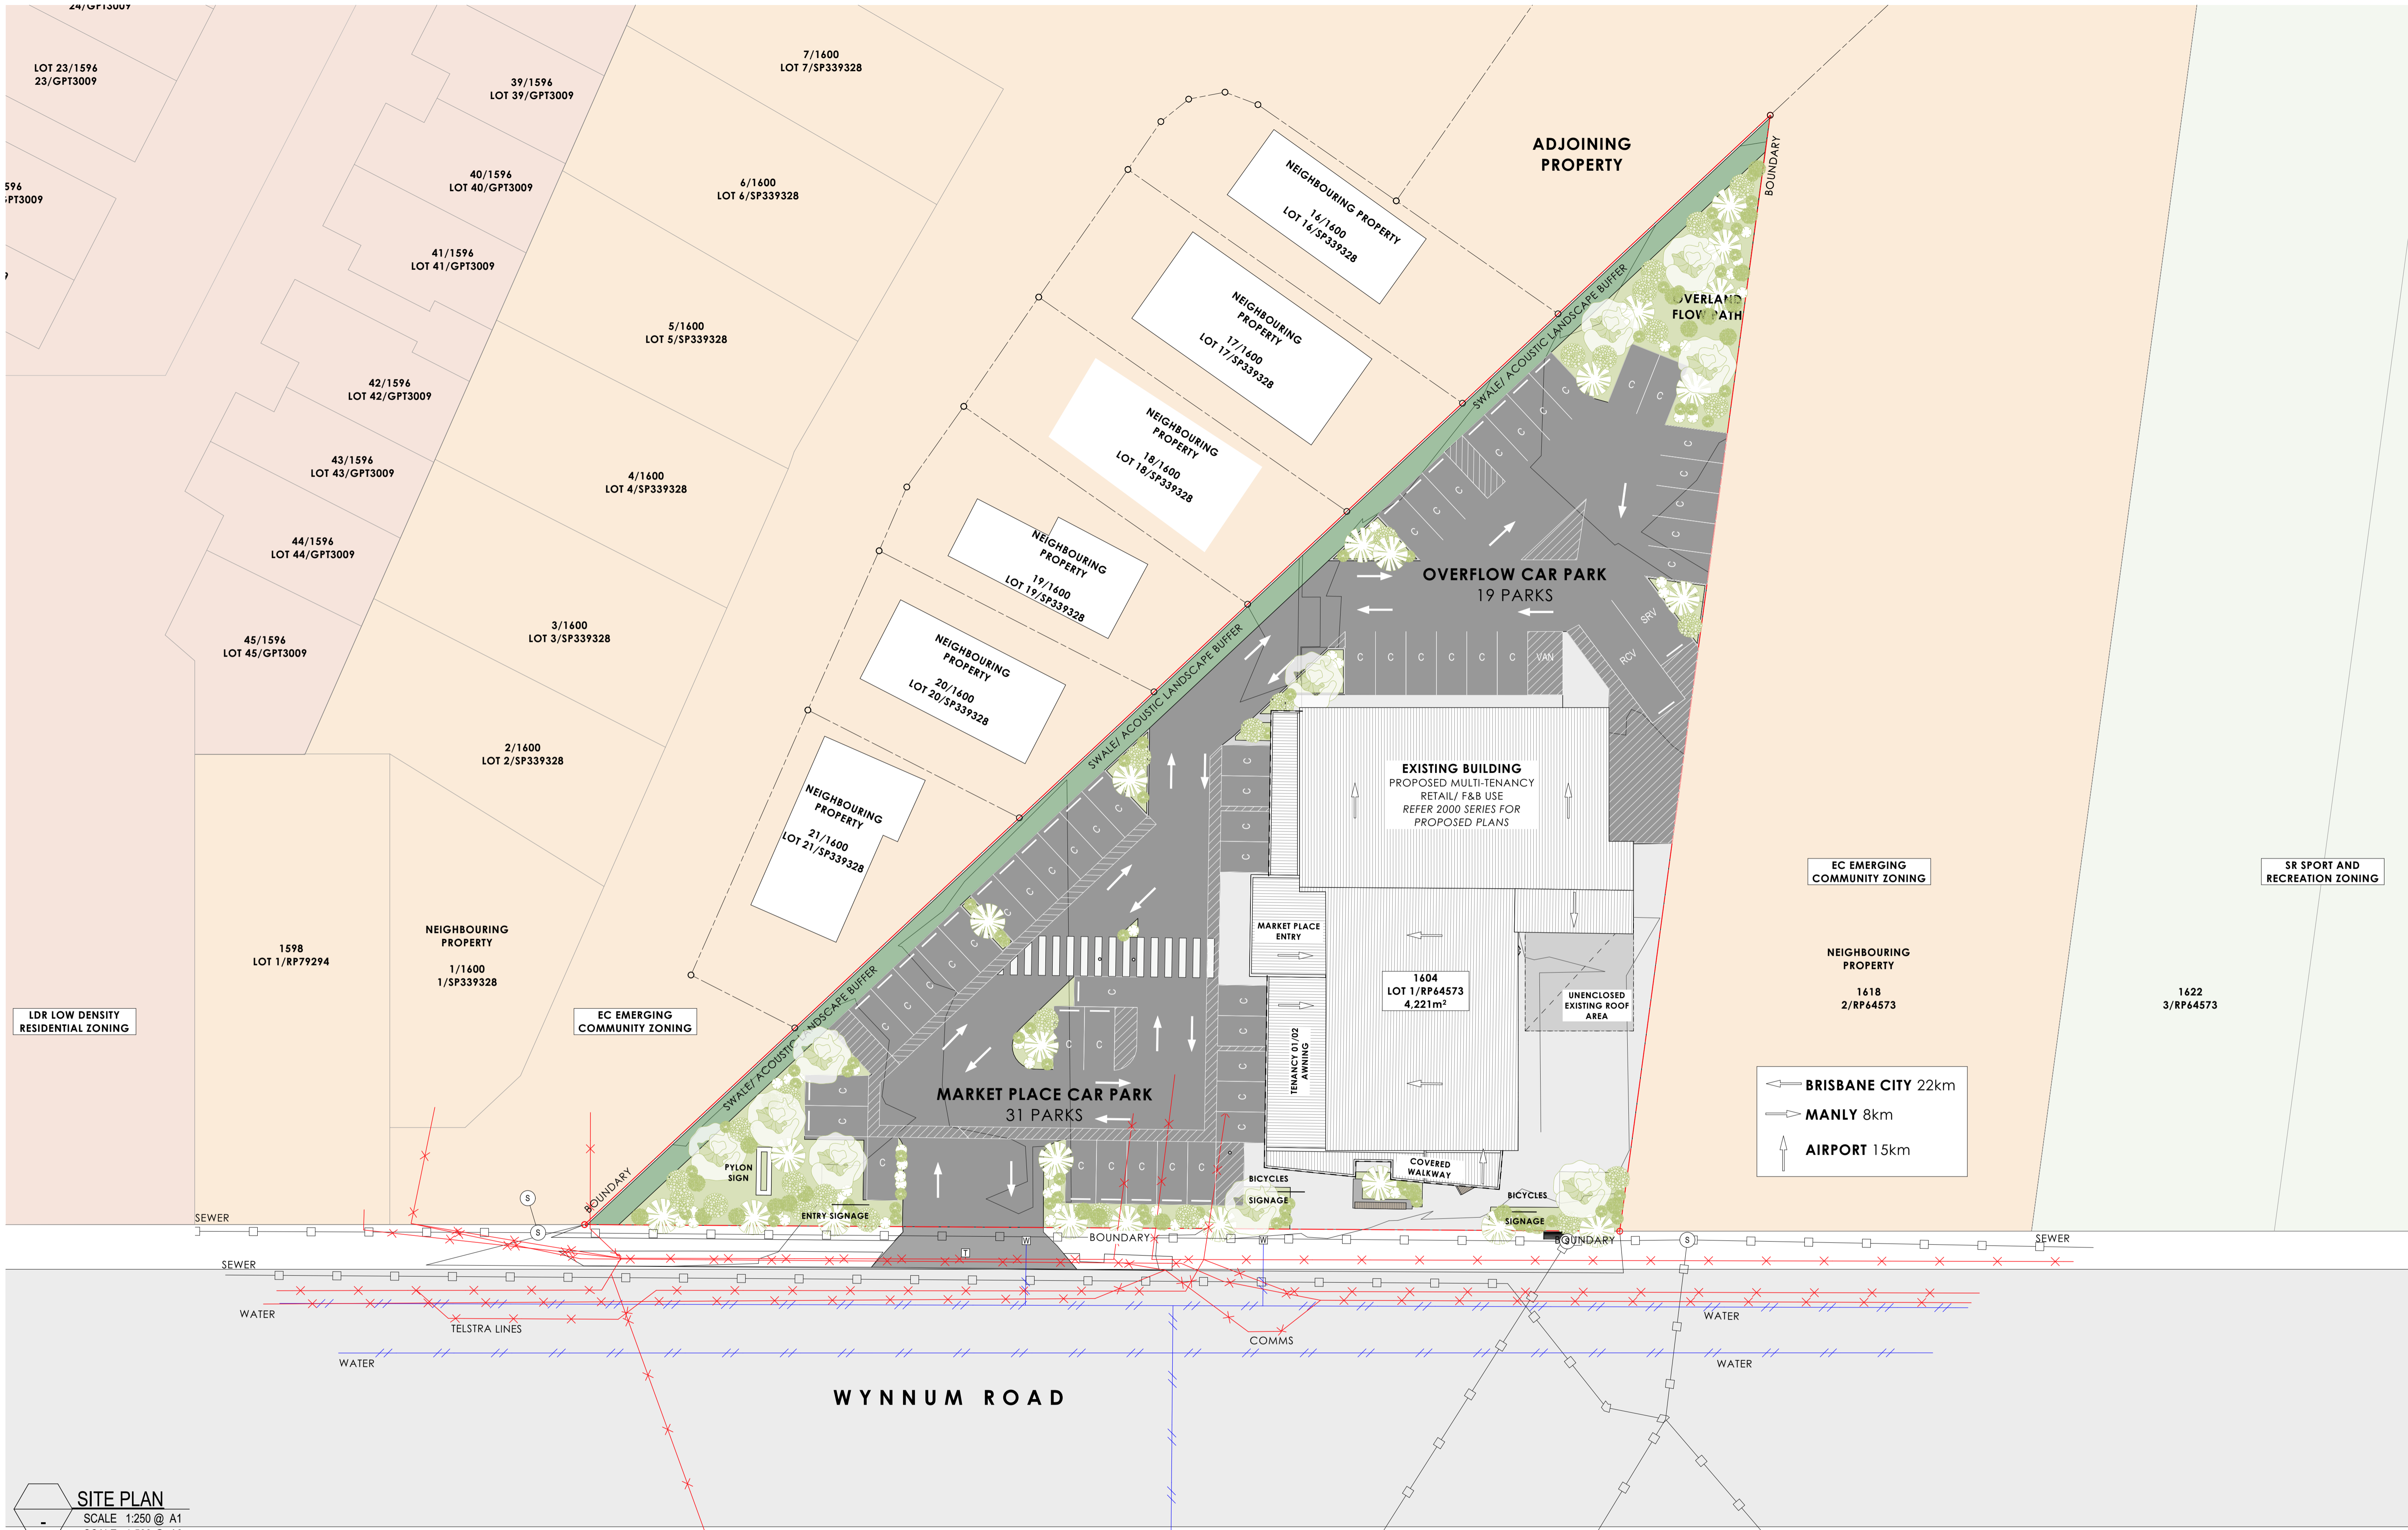 24/GPT3009
LOT 23/1596
23/GPT3009
39/1596
LOT 39/GPT3009
7/1600
LOT 7/SP339328
40/1596
LOT 40/GPT3009
6/1600
LOT 6/SP339328
41/1596
LOT 41/GPT3009
5/1600
LOT 5/SP339328
42/1596
LOT 42/GPT3009
43/1596
LOT 43/GPT3009
4/1600
LOT 4/SP339328
44/1596
LOT 44/GPT3009
3/1600
LOT 3/SP339328
45/1596
LOT 45/GPT3009
2/1600
LOT 2/SP339328
1598
LOT 1/RP79294
NEIGHBOURING
PROPERTY
1/1600
1/SP339328
LDR LOW DENSITY
RESIDENTIAL ZONING
EC EMERGING
COMMUNITY ZONING
ADJOINING
PROPERTY
BOUNDARY
NEIGHBOURING PROPERTY
16/1600
LOT 16/SP339328
NEIGHBOURING
PROPERTY
17/1600
LOT 17/SP339328
NEIGHBOURING
PROPERTY
18/1600
LOT 18/SP339328
NEIGHBOURING
PROPERTY
19/1600
LOT 19/SP339328
NEIGHBOURING
PROPERTY
20/1600
LOT 20/SP339328
NEIGHBOURING
PROPERTY
21/1600
LOT 21/SP339328
SWALE/ ACOUSTIC LANDSCAPE BUFFER
SWALE/ ACOUSTIC LANDSCAPE BUFFER
SWALE/ ACOUSTIC LANDSCAPE BUFFER
OVERLAND
FLOW PATH
OVERFLOW CAR PARK
19 PARKS
SRV
RCV
C C C C C C VAN
EXISTING BUILDING
PROPOSED MULTI-TENANCY
RETAIL/ F&B USE
REFER 2000 SERIES FOR
PROPOSED PLANS
MARKET PLACE
ENTRY
1604
LOT 1/RP64573
4,221m²
UNENCLOSED
EXISTING ROOF
AREA
TENANCY 01/02
AWNING
MARKET PLACE CAR PARK
31 PARKS
C C
C C C C C
COVERED
WALKWAY
BICYCLES
SIGNAGE
BICYCLES
SIGNAGE
PYLON
SIGN
ENTRY SIGNAGE
BOUNDARY
BOUNDARY
BOUNDARY
EC EMERGING
COMMUNITY ZONING
NEIGHBOURING
PROPERTY
1618
2/RP64573
SR SPORT AND
RECREATION ZONING
1622
3/RP64573
BRISBANE CITY 22km
MANLY 8km
AIRPORT 15km
S
S
S
T
W
W
SEWER
SEWER
SEWER
WATER
WATER
TELSTRA LINES
COMMS
WATER
WATER
WYNNUM ROAD
SITE PLAN
-
SCALE 1:250 @ A1